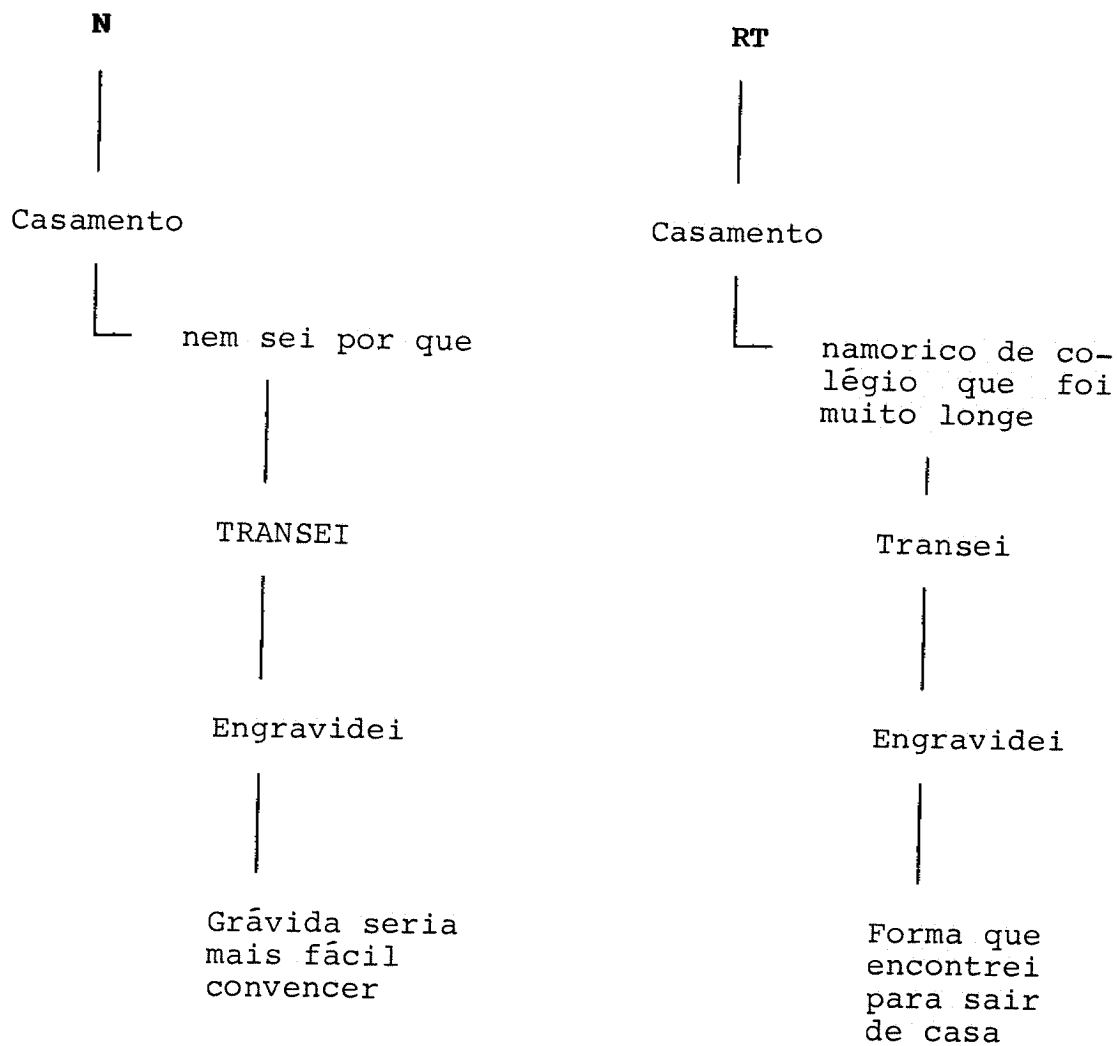 N
Casamento
nem sei por que
TRANSEI
Engravidei
Grávida seria
mais fácil
convencer
RT
Casamento
namorico de co-
légio que foi
muito longe
Transei
Engravidei
Forma que
encontrei
para sair
de casa